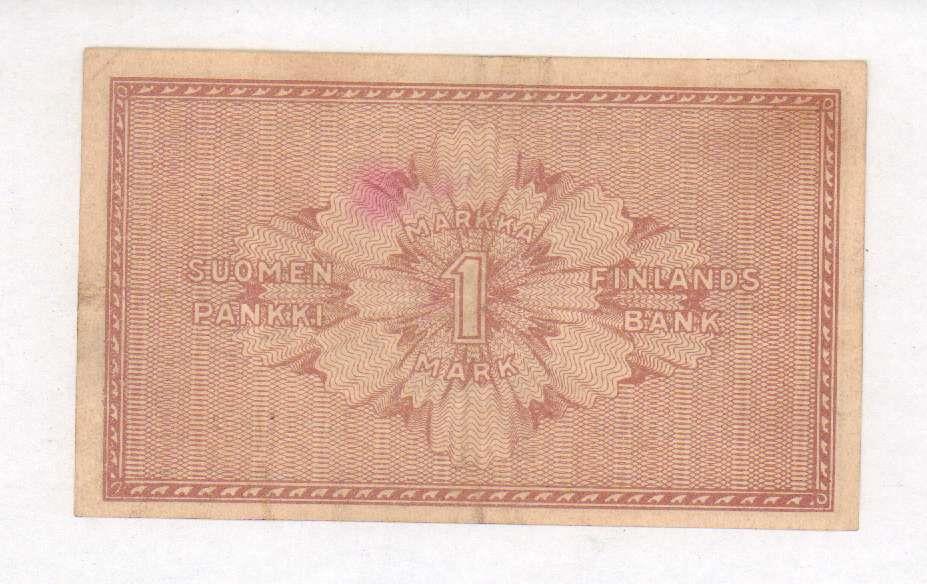 MARKKA
SUOMEN
PANKKI
1
FINLANDS
BANK
MARK